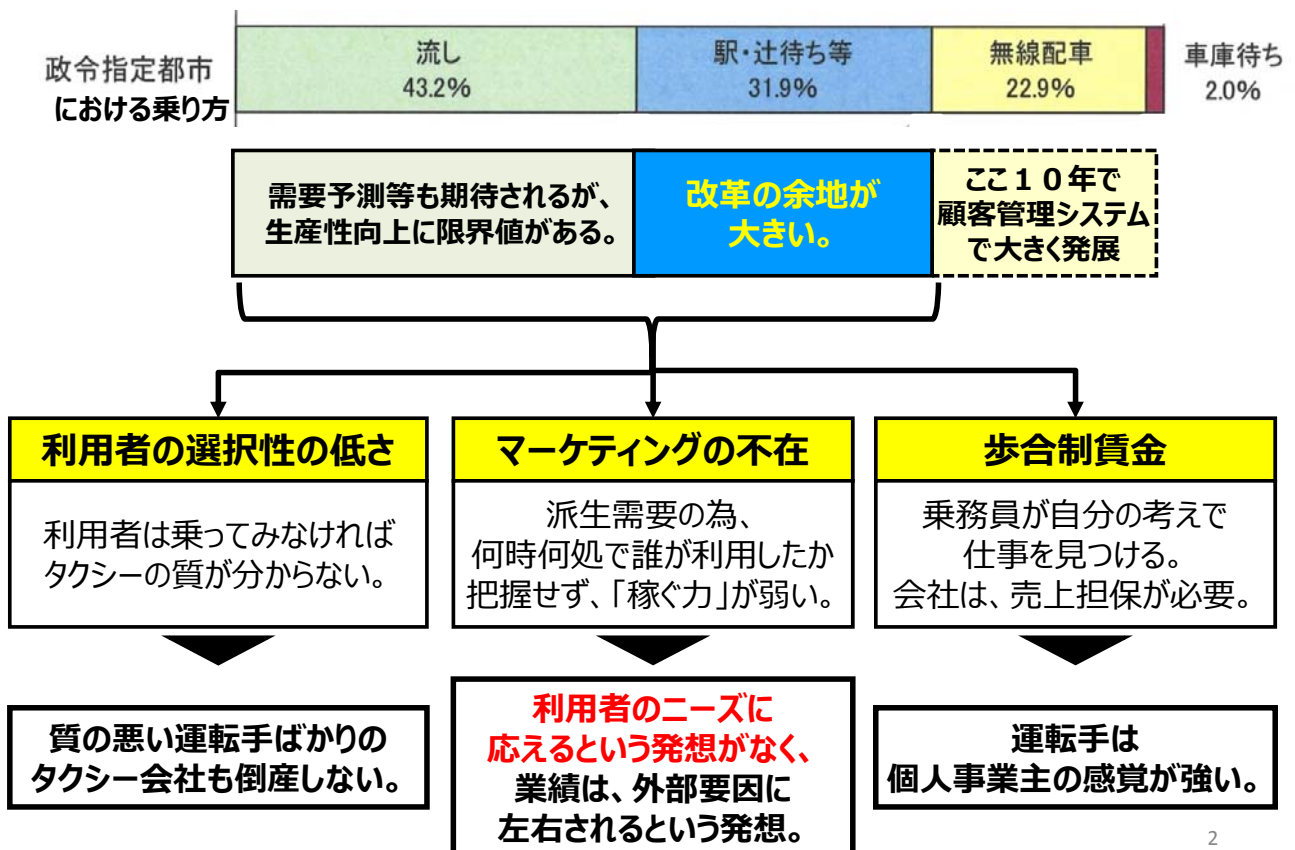 政令指定都市
における乗り方
流し
43.2%
駅・辻待ち等
31.9%
無線配車
22.9%
車庫待ち
2.0%
需要予測等も期待されるが、
生産性向上に限界値がある。
改革の余地が
大きい。
ここ１０年で
顧客管理システム
で大きく発展
利用者の選択性の低さ
利用者は乗ってみなければ
タクシーの質が分からない。
質の悪い運転手ばかりの
タクシー会社も倒産しない。
マーケティングの不在
派生需要の為、
何時何処で誰が利用したか
把握せず、「稼ぐ力」が弱い。
利用者のニーズに
応えるという発想がなく、
業績は、外部要因に
左右されるという発想。
歩合制賃金
乗務員が自分の考えで
仕事を見つける。
会社は、売上担保が必要。
運転手は
個人事業主の感覚が強い。
2